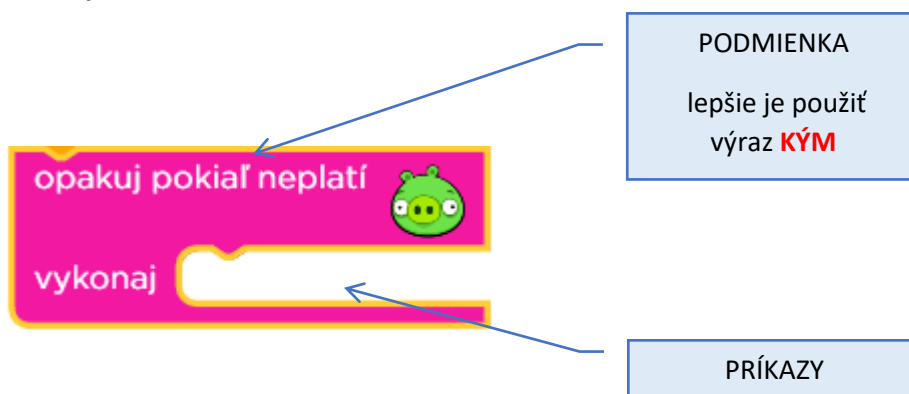 PODMIENKA
lepšie je použiť
výraz KÝM
opakuj pokiaľ neplatí
vykonaj
PRÍKAZY